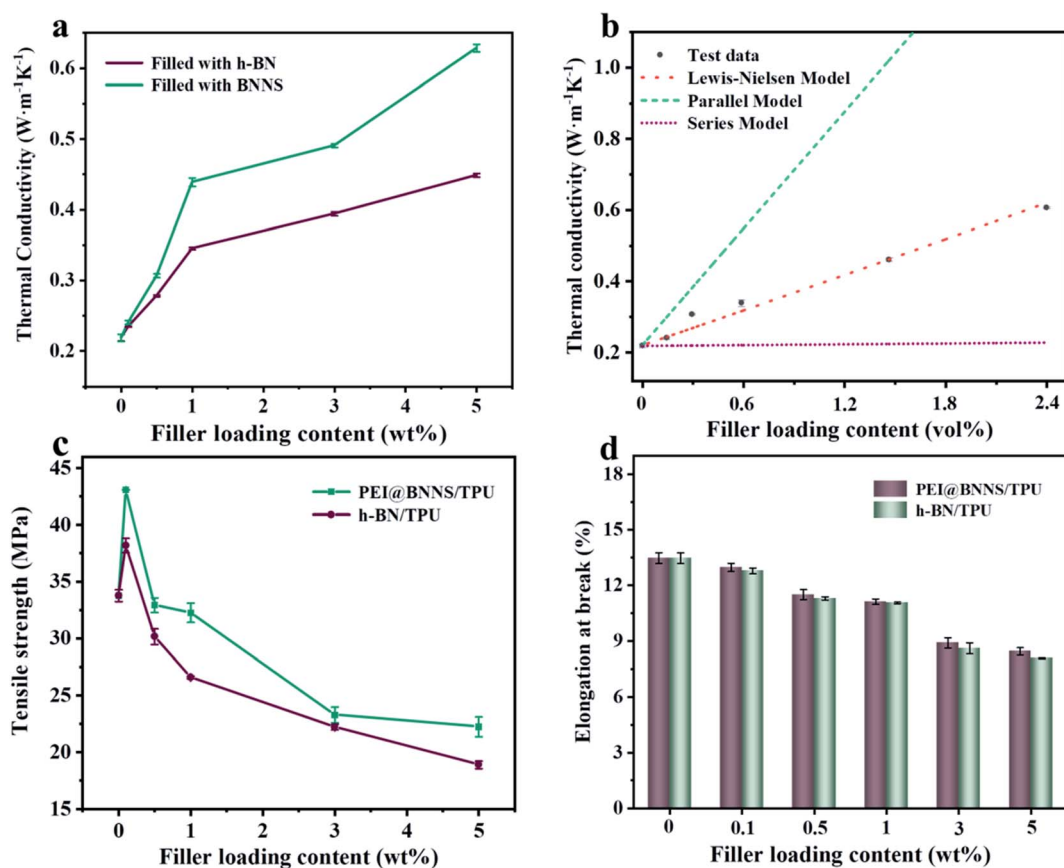 a
Thermal Conductivity (W·m⁻¹K⁻¹)
0.6
0.5
0.4
0.3
0.2
Filled with h-BN
Filled with BNNS
0 1 2 3 4 5
Filler loading content (wt%)
b
Thermal conductivity (W·m⁻¹K⁻¹)
1.0
0.8
0.6
0.4
0.2
Test data
Lewis-Nielsen Model
Parallel Model
Series Model
0 0.6 1.2 1.8 2.4
Filler loading content (vol%)
c
Tensile strength (MPa)
45
40
35
30
25
20
15
PEI@BNNS/TPU
h-BN/TPU
0 1 2 3 4 5
Filler loading content (wt%)
d
Elongation at break (%)
18
15
12
9
6
3
0
PEI@BNNS/TPU
h-BN/TPU
0 0.1 0.5 1 3 5
Filler loading content (wt%)